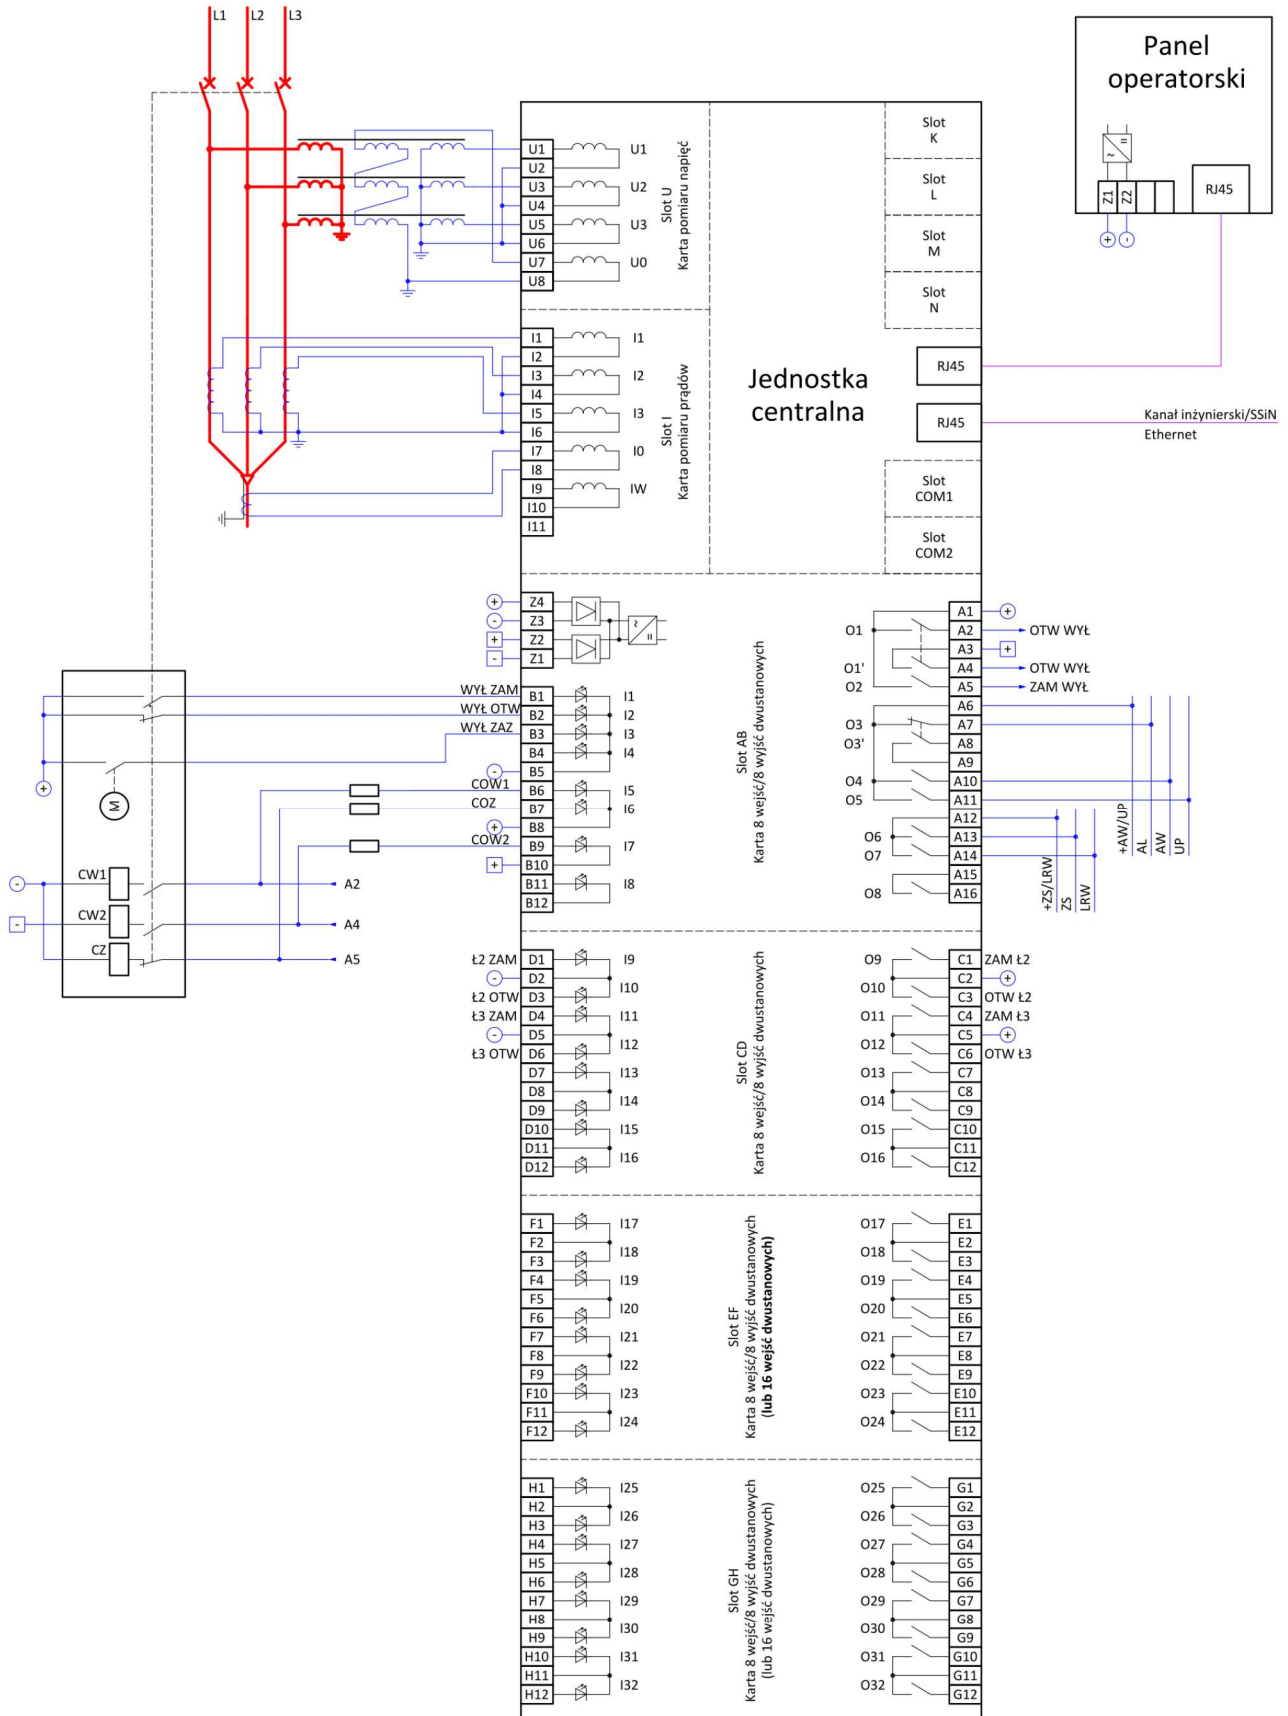 L1
L2
L3
Panel
operatorski
Z1
Z2
RJ45
U1
U2
U3
U4
U5
U6
U7
U8
U1
U2
U3
U0
Slot U
Karta pomiaru napięć
Slot
K
Slot
L
Slot
M
Slot
N
I1
I2
I3
I4
I5
I6
I7
I8
I9
I10
I11
I1
I2
I3
I0
IW
Slot I
Karta pomiaru prądów
Jednostka
centralna
RJ45
RJ45
Kanał inżynierski/SSiN
Ethernet
Slot
COM1
Slot
COM2
+ Z4
- Z3
+ Z2
- Z1
WYŁ ZAM B1 I1
WYŁ OTW B2 I2
WYŁ ZAZ B3 I3
B4 I4
- B5
COW1 B6 I5
COZ B7 I6
+ B8
COW2 B9 I7
+ B10
B11 I8
B12
+
M
- CW1 A2
- CW2 A4
CZ A5
Slot AB
Karta 8 wejść/8 wyjść dwustanowych
A1 +
O1 A2 OTW WYŁ
A3 +
O1' A4 OTW WYŁ
O2 A5 ZAM WYŁ
A6
O3 A7
O3' A8
A9
O4 A10
O5 A11
A12
O6 A13
O7 A14
A15
O8 A16
+AW/UP
AL
AW
UP
+ZS/LRW
ZS
LRW
Ł2 ZAM D1 I9
- D2
Ł2 OTW D3 I10
Ł3 ZAM D4 I11
- D5
Ł3 OTW D6 I12
D7 I13
D8
D9 I14
D10 I15
D11
D12 I16
Slot CD
Karta 8 wejść/8 wyjść dwustanowych
O9 C1 ZAM Ł2
C2 +
O10 C3 OTW Ł2
O11 C4 ZAM Ł3
C5 +
O12 C6 OTW Ł3
O13 C7
C8
O14 C9
O15 C10
C11
O16 C12
F1 I17
F2
F3 I18
F4 I19
F5
F6 I20
F7 I21
F8
F9 I22
F10 I23
F11
F12 I24
Slot EF
Karta 8 wejść/8 wyjść dwustanowych
(lub 16 wejść dwustanowych)
O17 E1
E2
O18 E3
O19 E4
E5
O20 E6
O21 E7
E8
O22 E9
O23 E10
E11
O24 E12
H1 I25
H2
H3 I26
H4 I27
H5
H6 I28
H7 I29
H8
H9 I30
H10 I31
H11
H12 I32
Slot GH
Karta 8 wejść/8 wyjść dwustanowych
(lub 16 wejść dwustanowych)
O25 G1
G2
O26 G3
O27 G4
G5
O28 G6
O29 G7
G8
O30 G9
O31 G10
G11
O32 G12